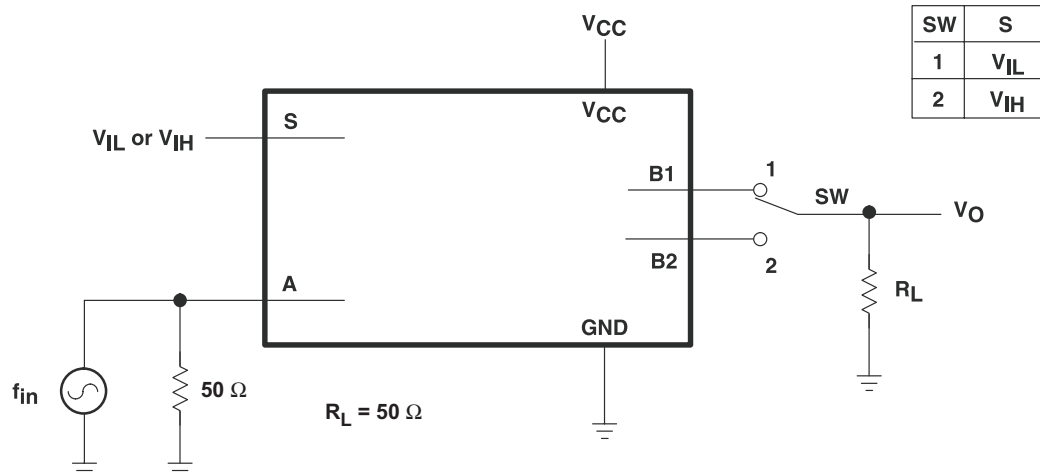 VCC
SW S
1 VIL
2 VIH
VCC
S
VIL or VIH
B1
1
SW
VO
B2
2
A
RL
GND
fin
50 Ω
RL = 50 Ω